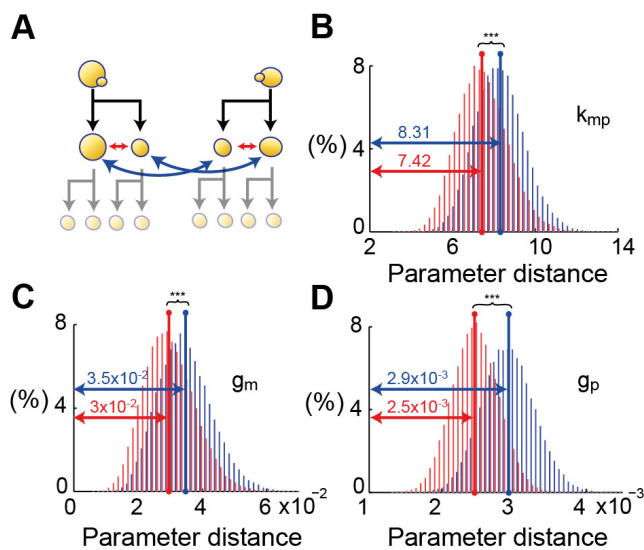 A
B
***
8
k_mp
(%)
8.31
4
7.42
0
2
6
10
14
Parameter distance
C
***
8
g_m
3.5x10^-2
(%)
3x10^-2
4
0
0
2
4
6 x10^-2
Parameter distance
D
***
8
g_p
2.9x10^-3
(%)
2.5x10^-3
4
0
1
2
3
4 x10^-3
Parameter distance